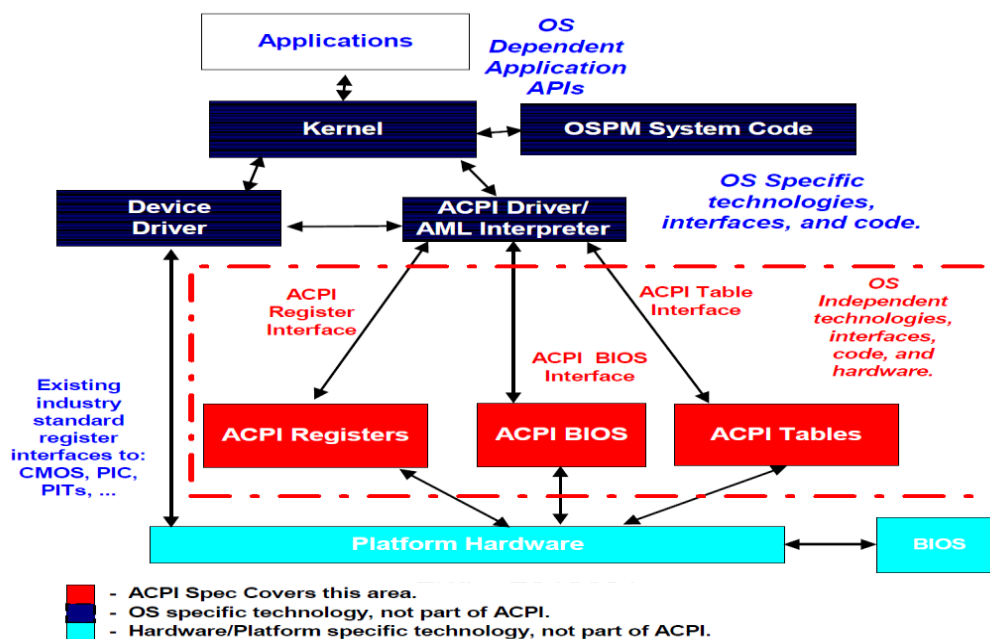 Applications
OS
Dependent
Application
APIs
Kernel
OSPM System Code
Device
Driver
ACPI Driver/
AML Interpreter
OS Specific
technologies,
interfaces, and code.
ACPI
Register
Interface
ACPI BIOS
Interface
ACPI Table
Interface
OS
Independent
technologies,
interfaces,
code, and
hardware.
Existing
industry
standard
register
interfaces to:
CMOS, PIC,
PITs, ...
ACPI Registers
ACPI BIOS
ACPI Tables
Platform Hardware
BIOS
- ACPI Spec Covers this area.
- OS specific technology, not part of ACPI.
- Hardware/Platform specific technology, not part of ACPI.